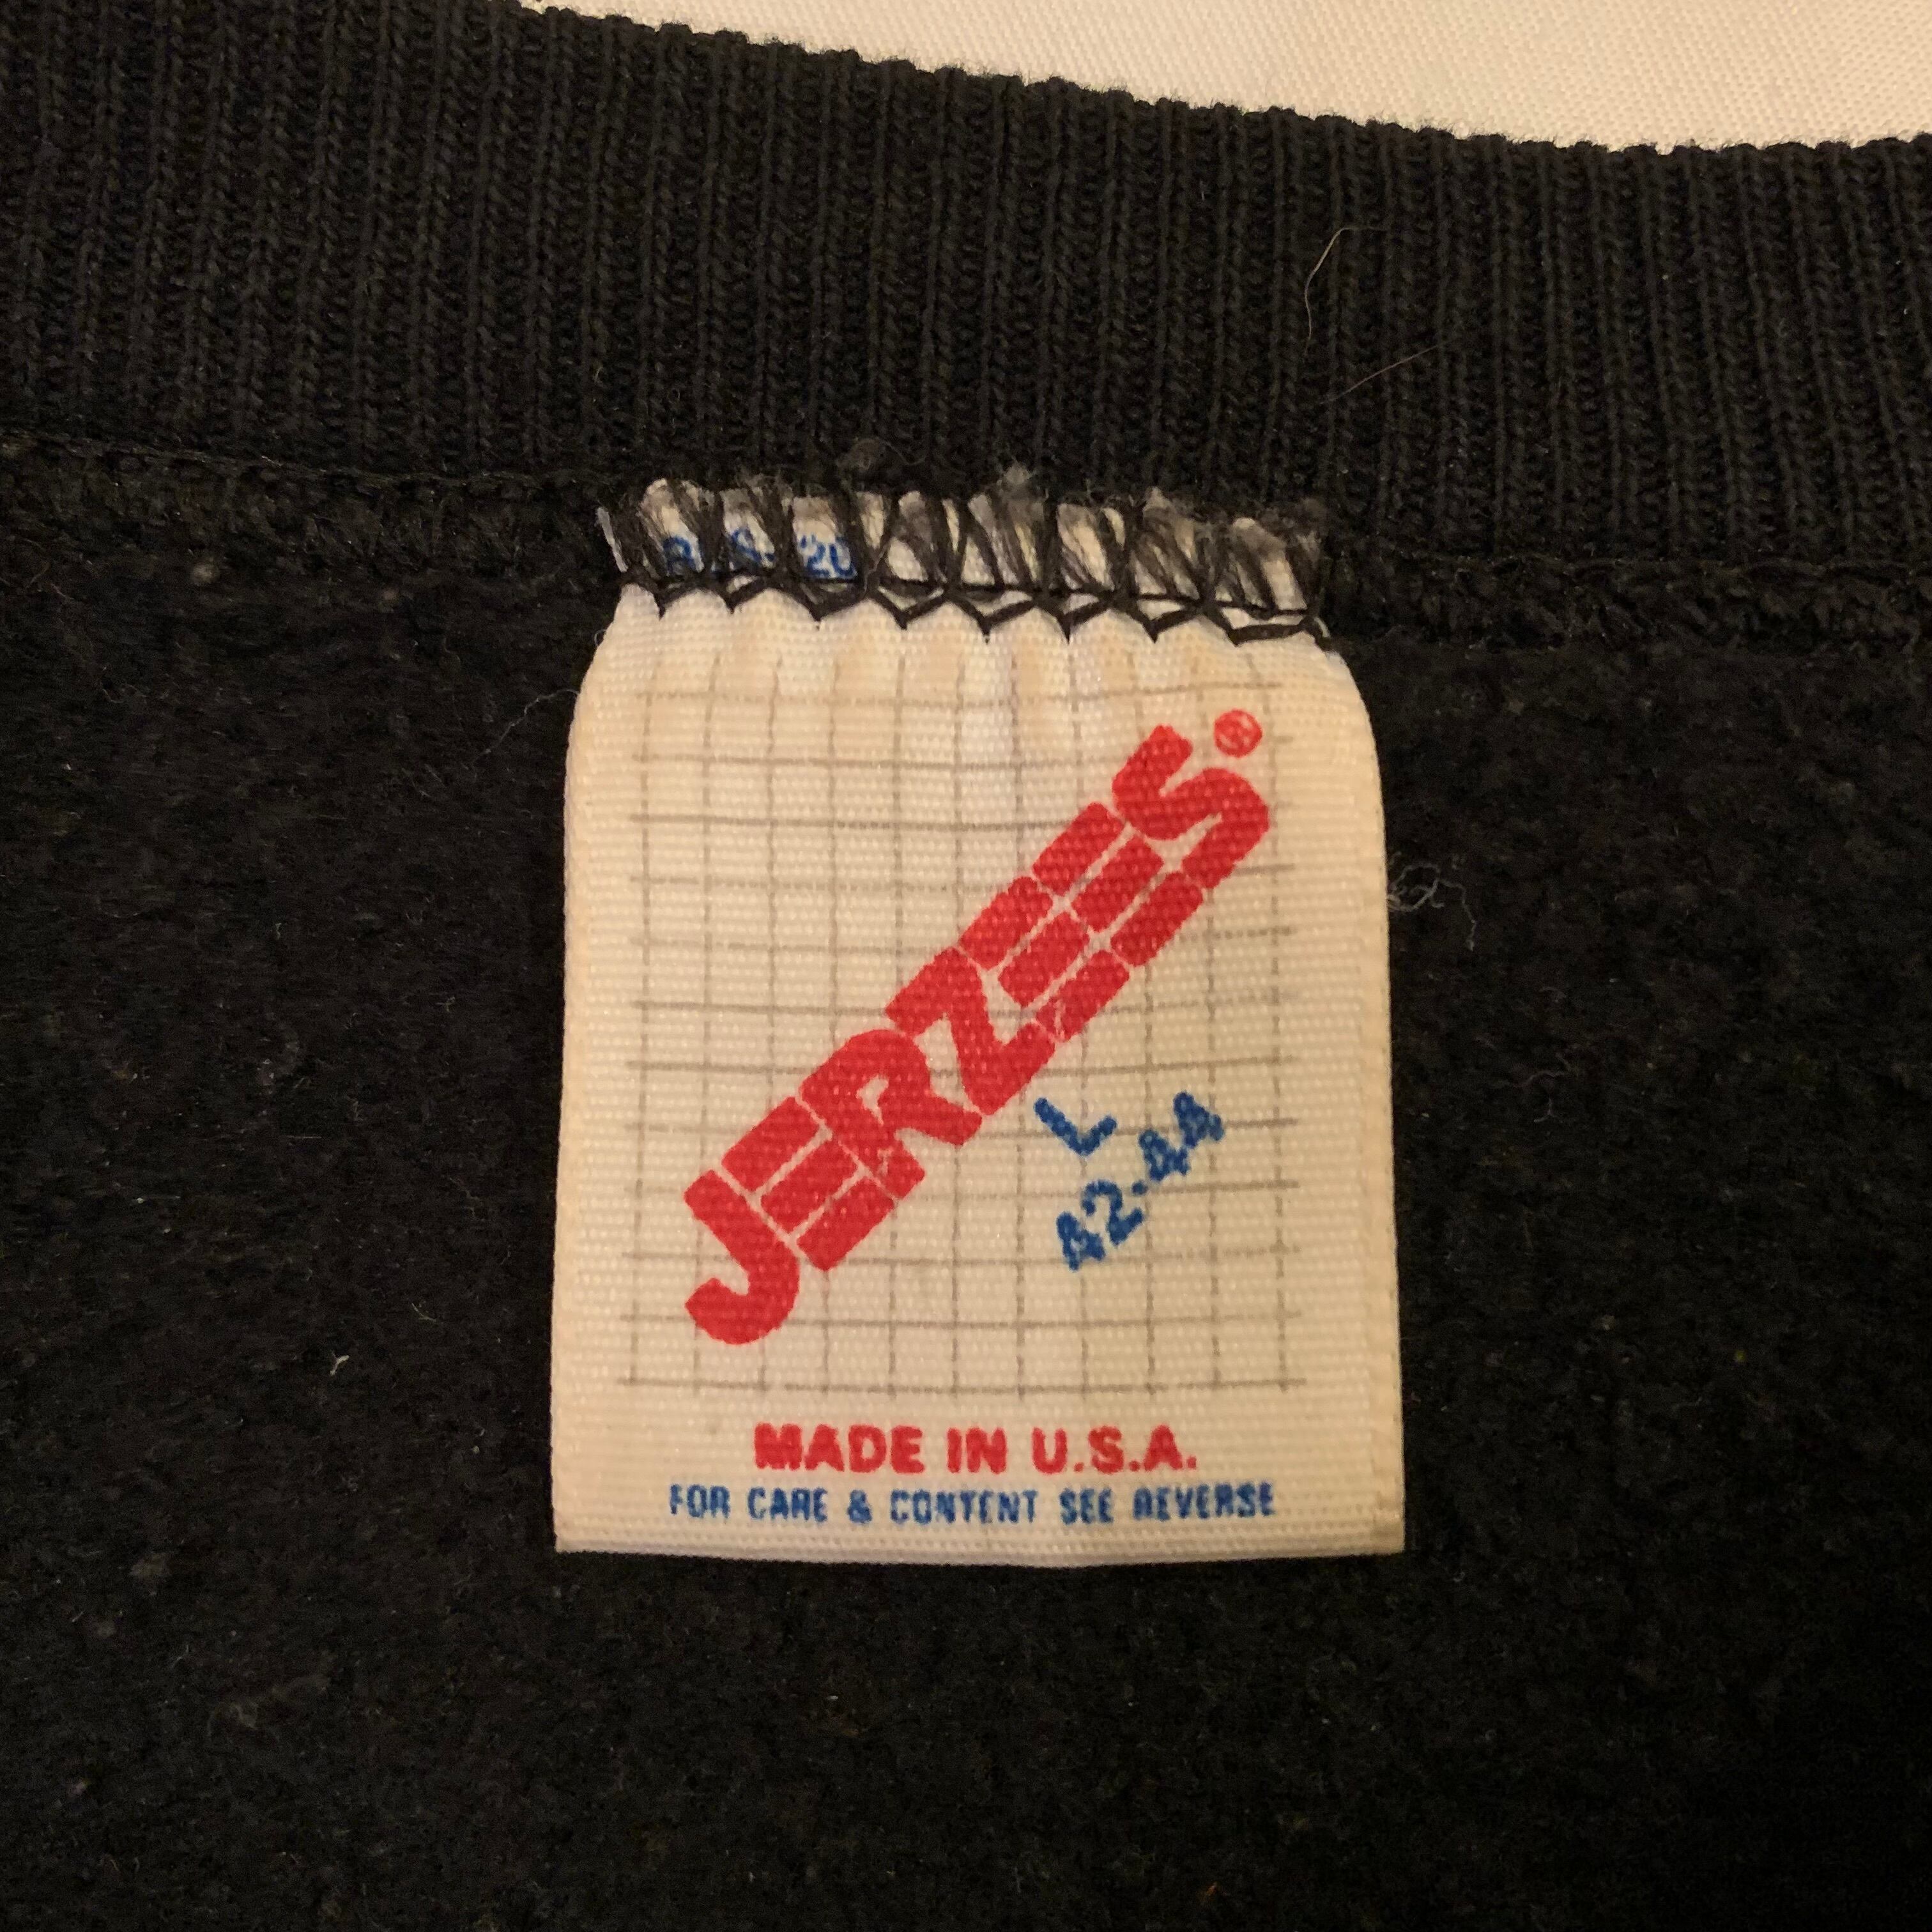 JERZEES®
L
42-44
MADE IN U.S.A.
FOR CARE & CONTENT SEE REVERSE